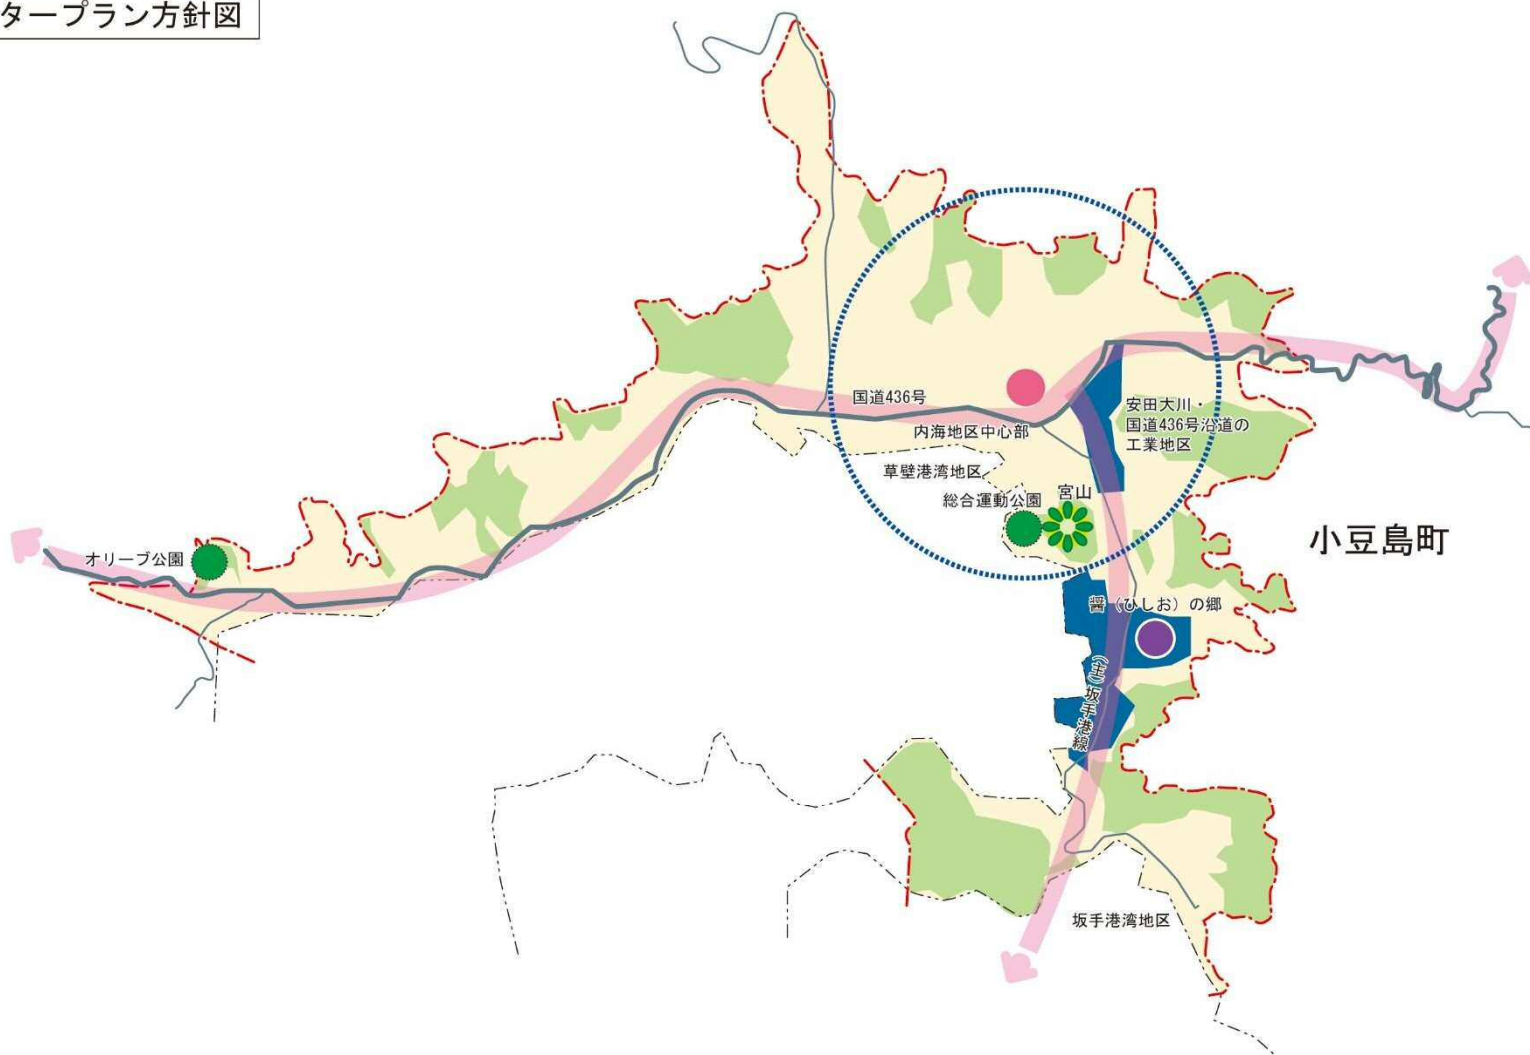 タープラン方針図
国道436号
内海地区中心部
安田大川・
国道436号沿道の
工業地区
草壁港湾地区
総合運動公園
宮山
小豆島町
オリーブ公園
醤（ひしお）の郷
（主）坂手港線
坂手港湾地区